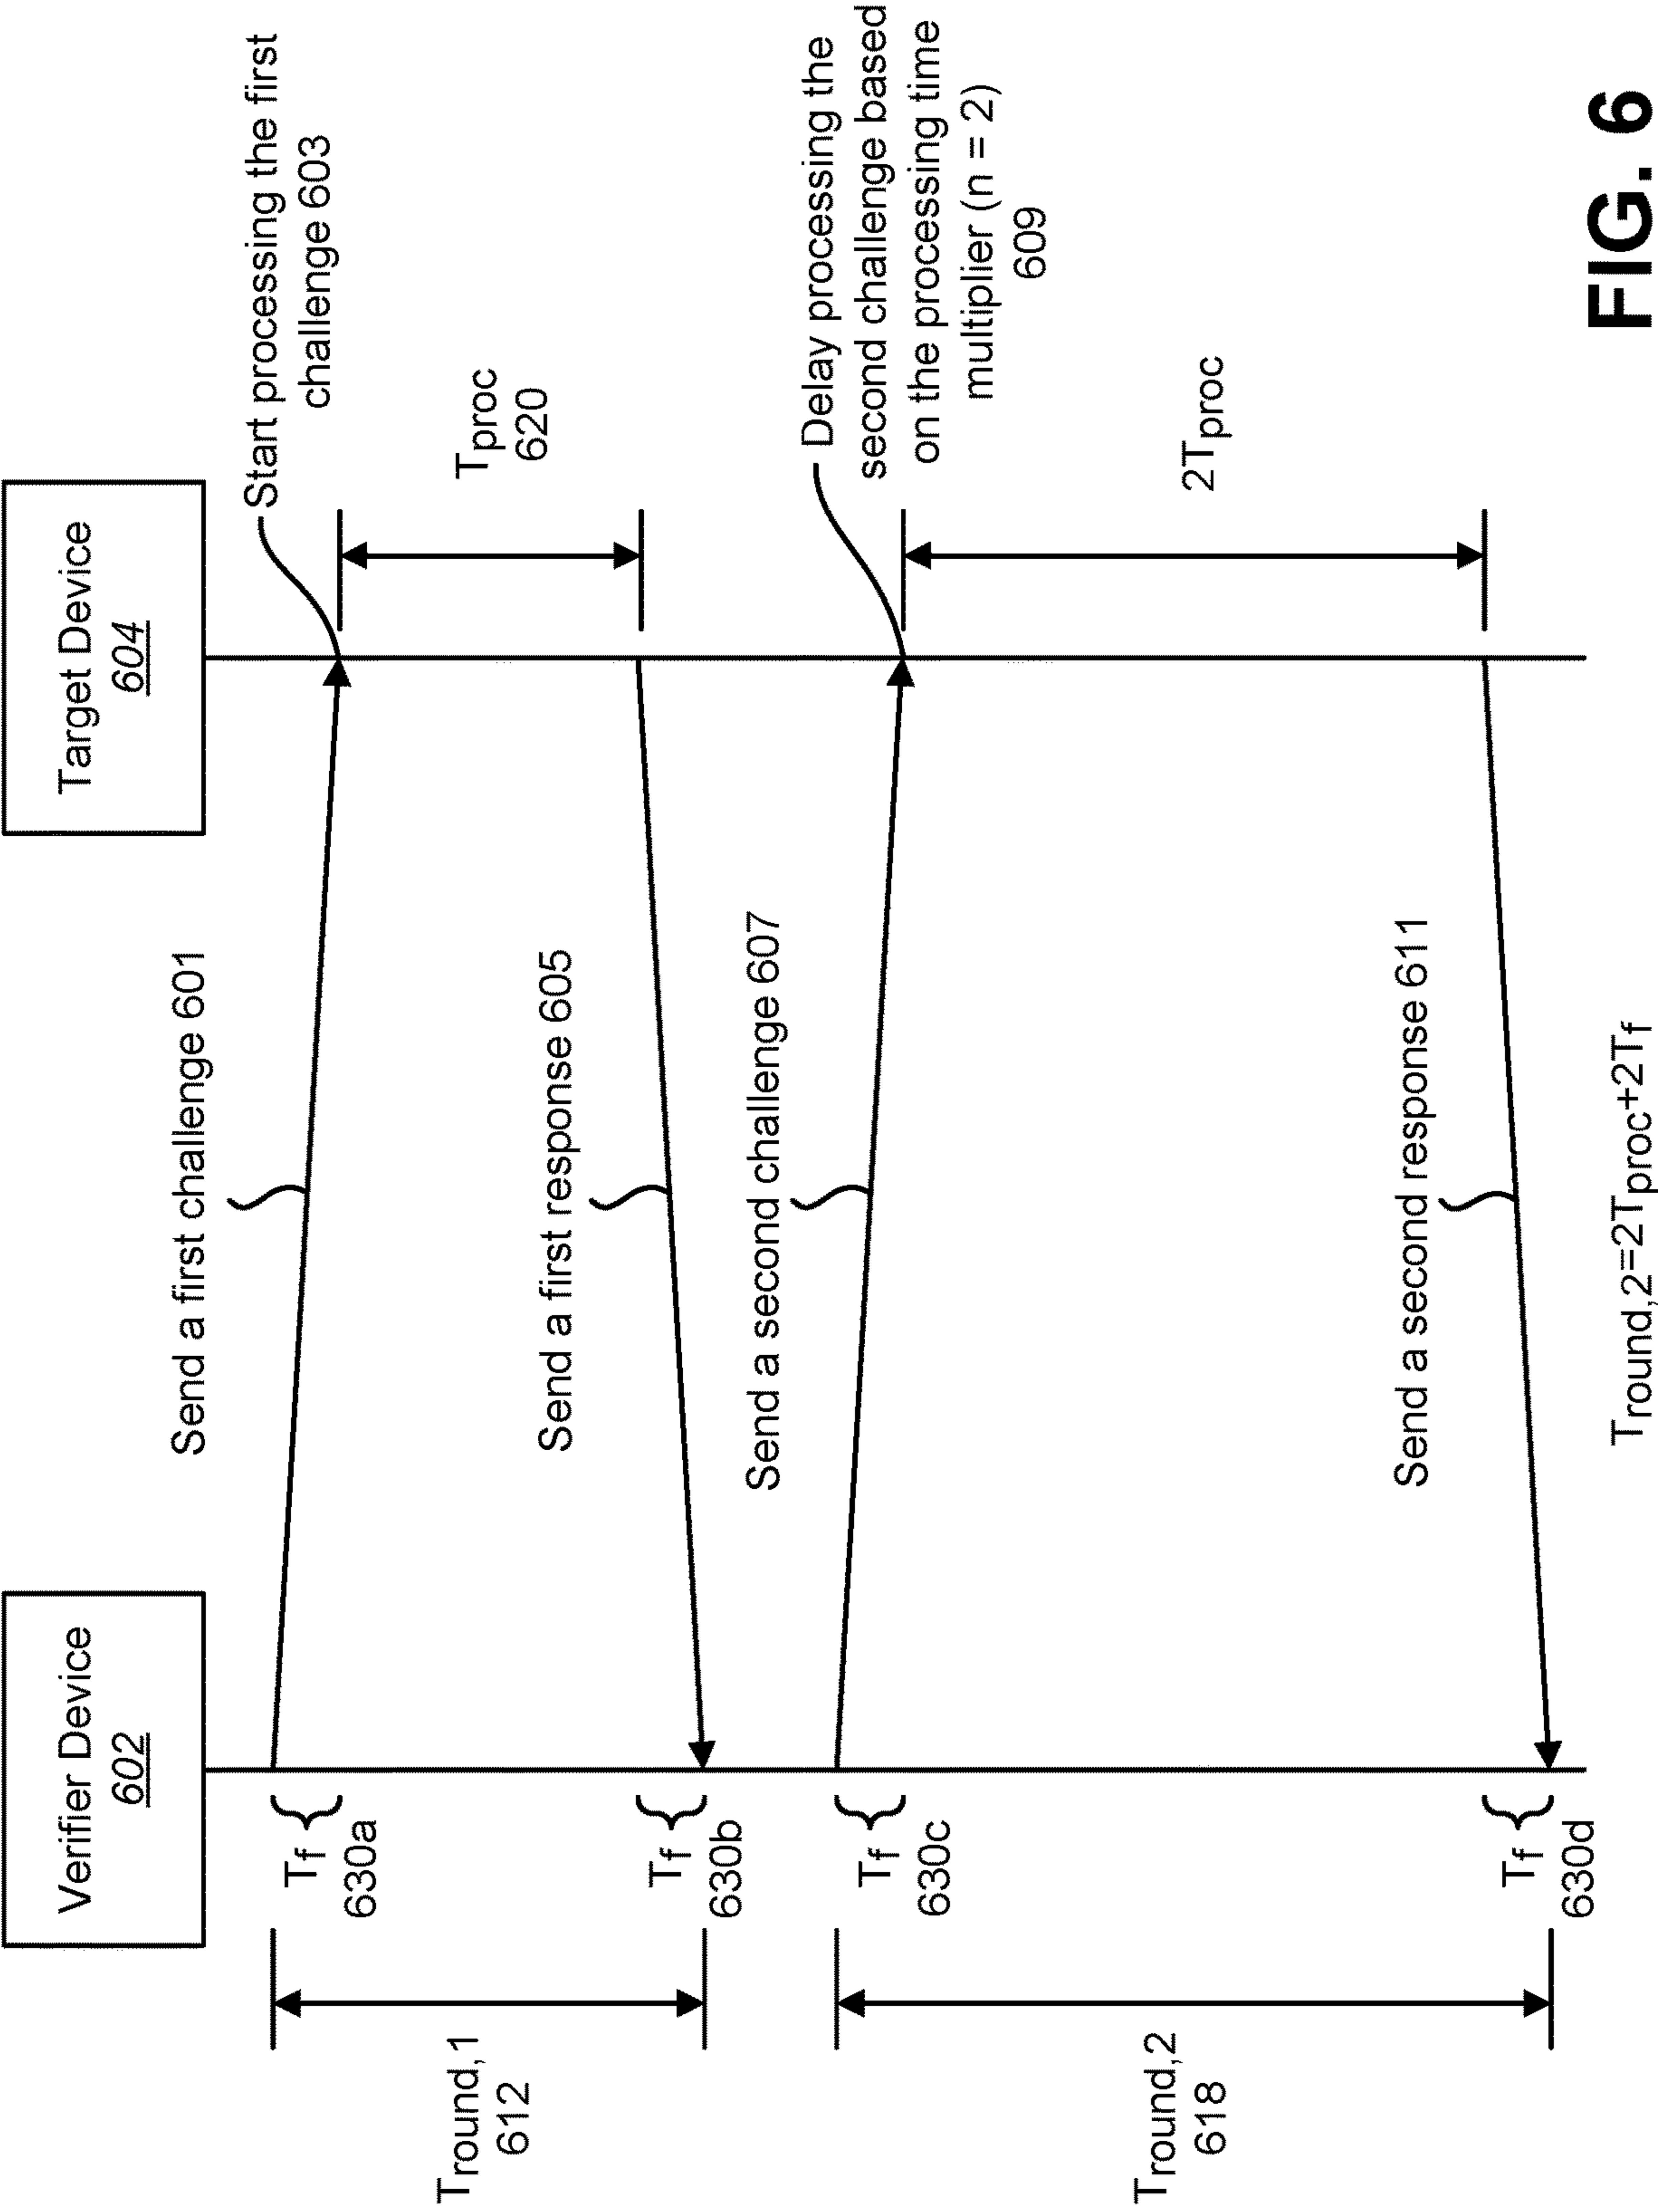 Verifier Device
602
Target Device
604
Send a first challenge 601
Start processing the first
challenge 603
Tf
630a
Tround,1
612
Tproc
620
Send a first response 605
Tf
630b
Send a second challenge 607
Delay processing the
second challenge based
on the processing time
multiplier (n = 2)
609
Tf
630c
Tround,2
618
2Tproc
Send a second response 611
Tf
630d
Tround,2=2Tproc+2Tf
FIG. 6